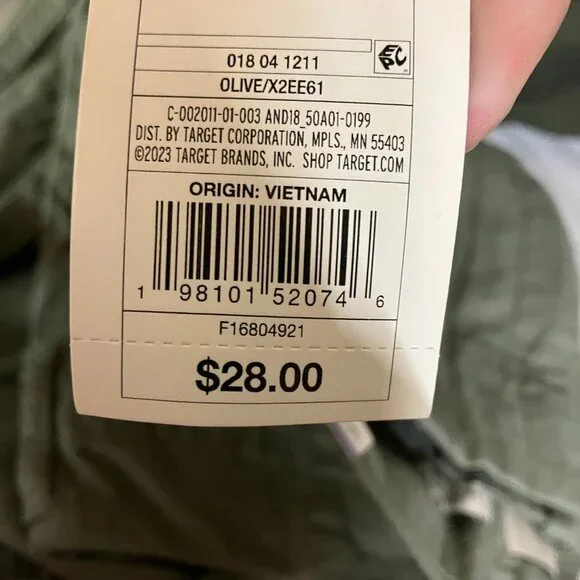 EPC
018 04 1211
OLIVE/X2EE61
C-002011-01-003 AND18_50A01-0199
DIST. BY TARGET CORPORATION, MPLS., MN 55403
©2023 TARGET BRANDS, INC. SHOP TARGET.COM
ORIGIN: VIETNAM
1 98101 52074 6
F16804921
$28.00